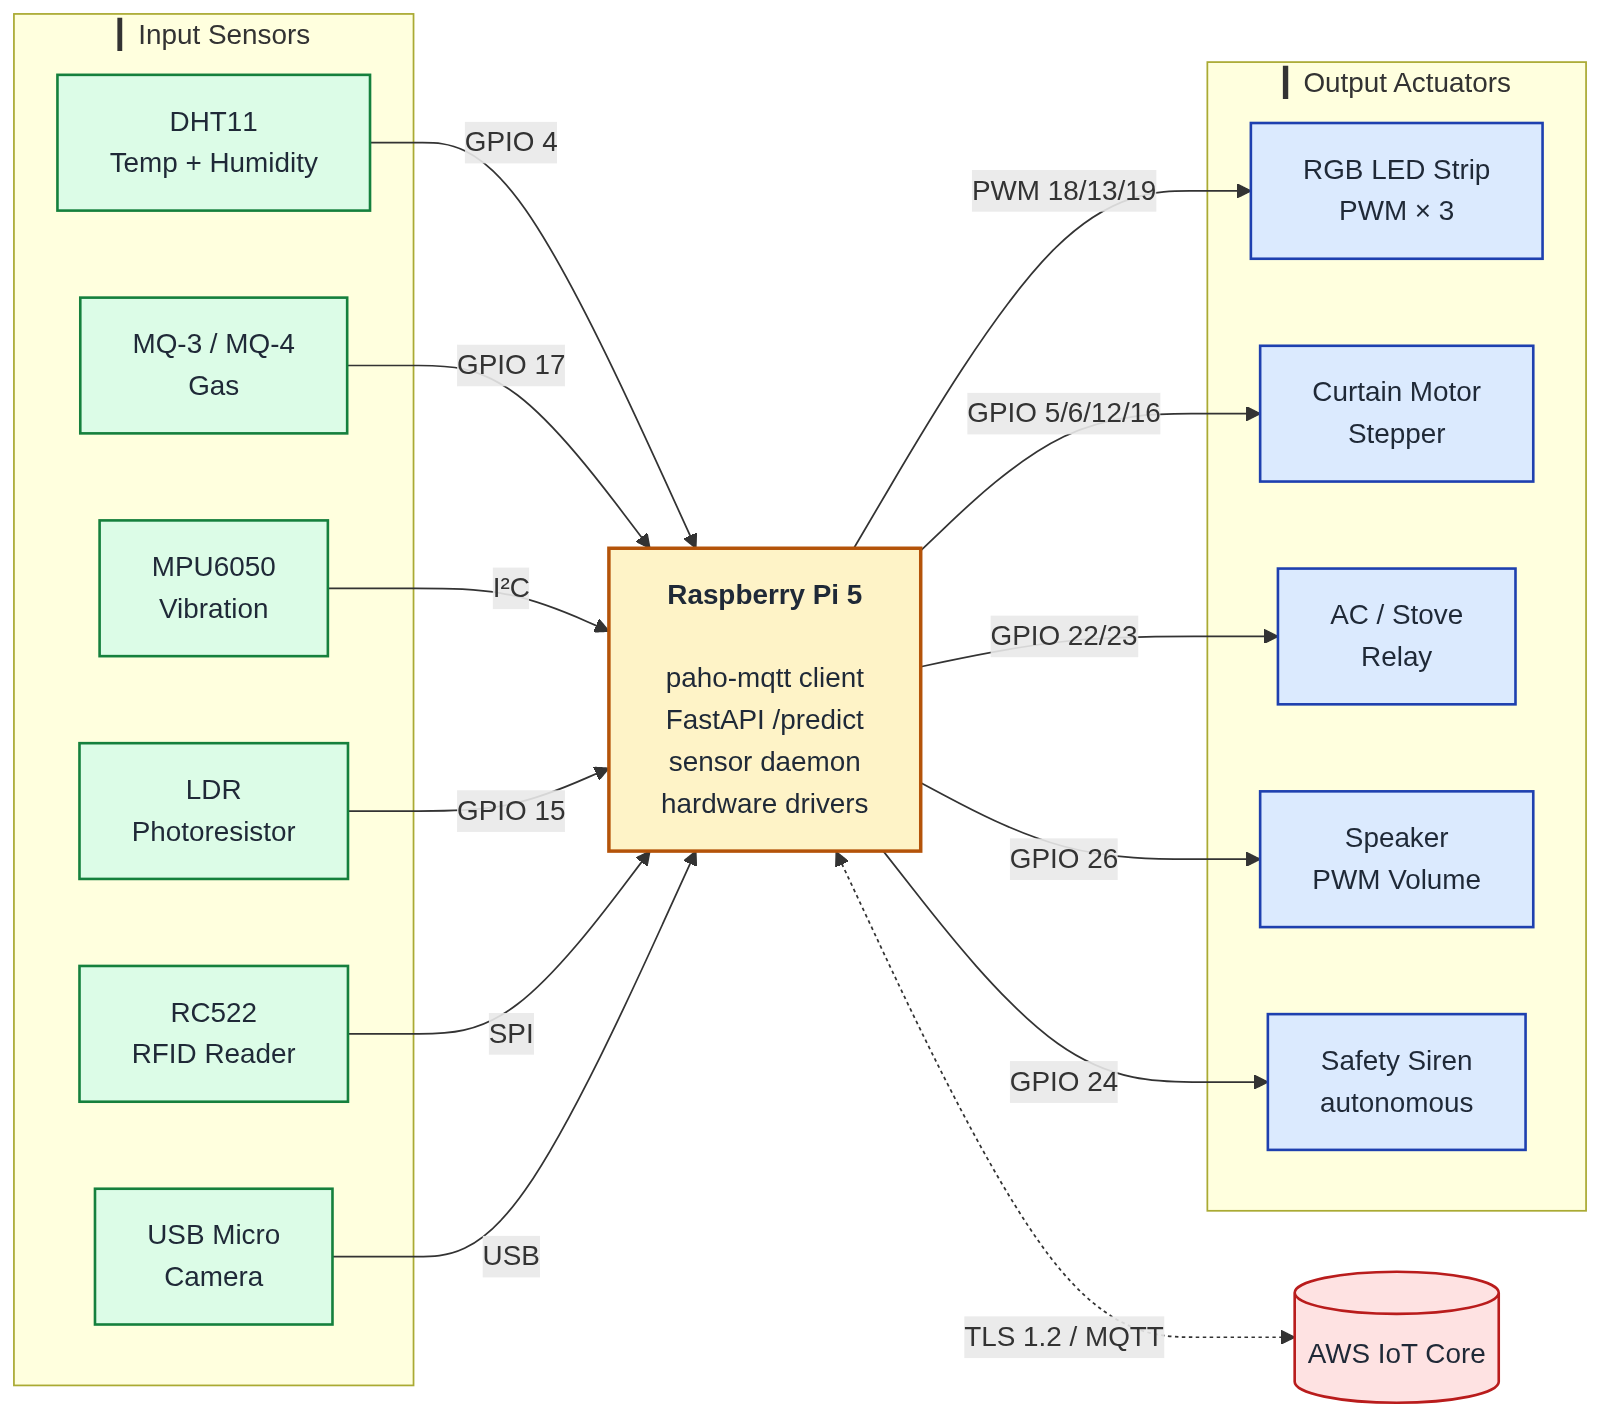 ▎ Input Sensors
DHT11
Temp + Humidity
MQ-3 / MQ-4
Gas
MPU6050
Vibration
LDR
Photoresistor
RC522
RFID Reader
USB Micro
Camera
GPIO 4
GPIO 17
I²C
GPIO 15
SPI
USB
Raspberry Pi 5
paho-mqtt client
FastAPI /predict
sensor daemon
hardware drivers
PWM 18/13/19
GPIO 5/6/12/16
GPIO 22/23
GPIO 26
GPIO 24
TLS 1.2 / MQTT
▎ Output Actuators
RGB LED Strip
PWM × 3
Curtain Motor
Stepper
AC / Stove
Relay
Speaker
PWM Volume
Safety Siren
autonomous
AWS IoT Core